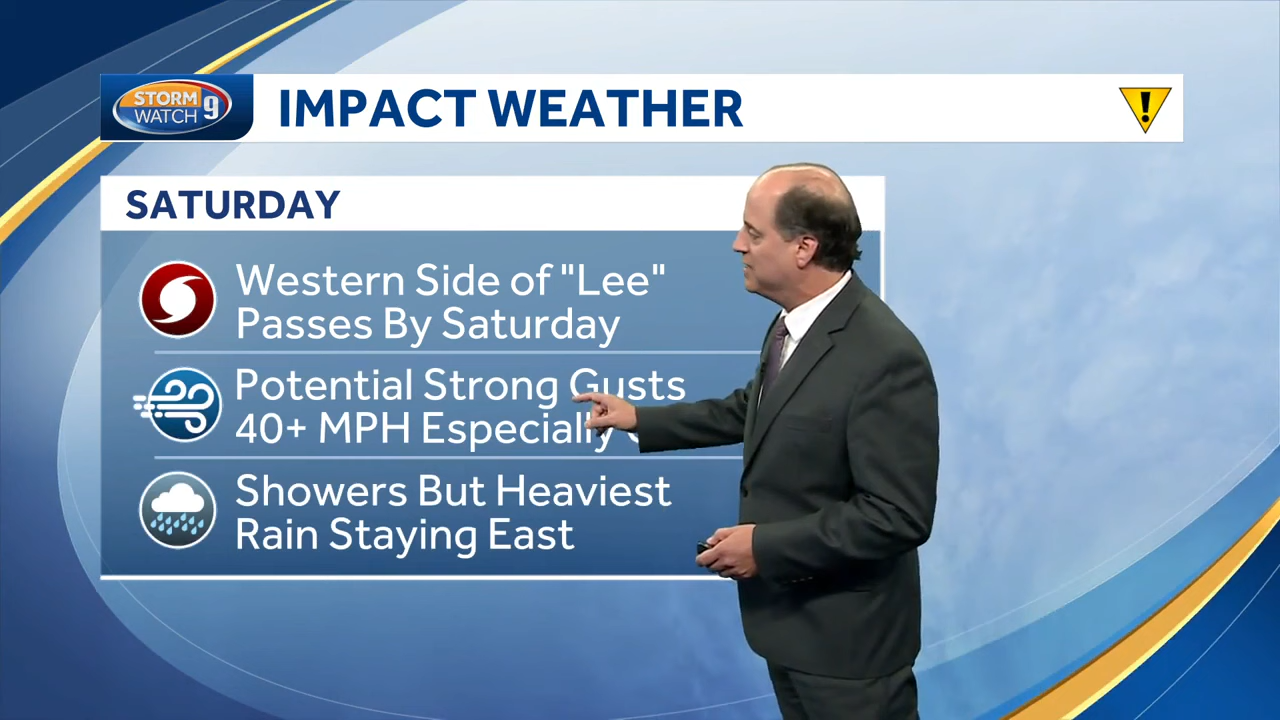 STORM
WATCH 9
IMPACT WEATHER
!
SATURDAY
Western Side of "Lee"
Passes By Saturday
Potential Strong Gusts
40+ MPH Especially
Showers But Heaviest
Rain Staying East